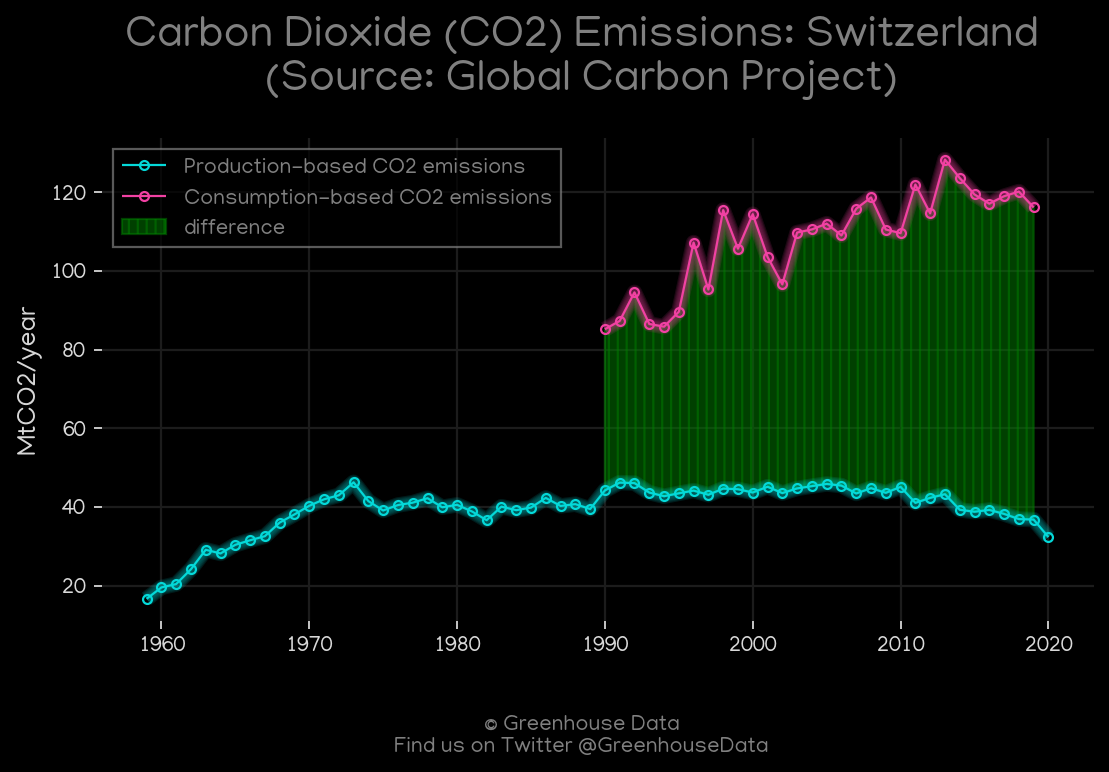 Carbon Dioxide (CO2) Emissions: Switzerland
(Source: Global Carbon Project)
Production-based CO2 emissions
Consumption-based CO2 emissions
difference
MtCO2/year
120
100
80
60
40
20
1960 1970 1980 1990 2000 2010 2020
© Greenhouse Data
Find us on Twitter @GreenhouseData